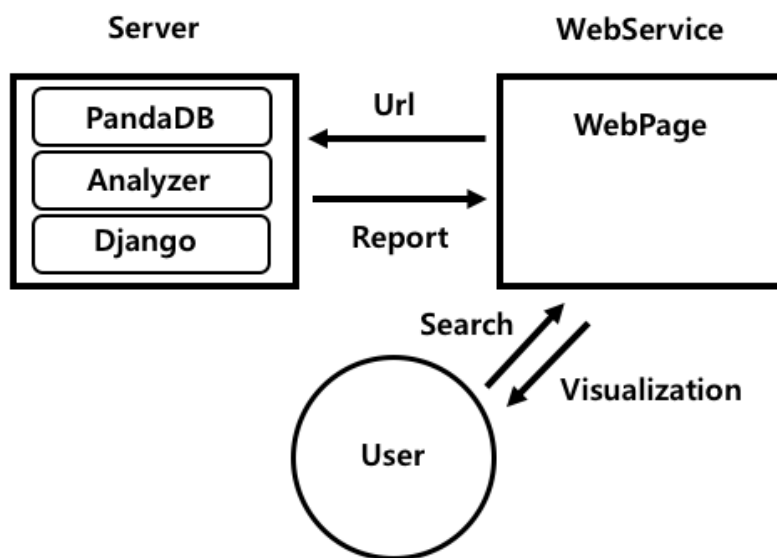 Server
WebService
PandaDB
Analyzer
Django
Url
Report
WebPage
Search
Visualization
User